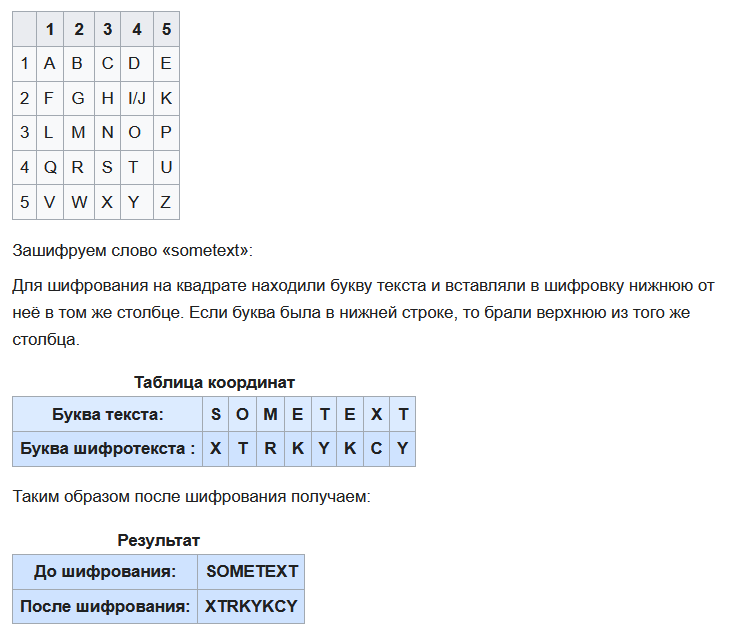 1 2 3 4 5
1 A B C D E
2 F G H I/J K
3 L M N O P
4 Q R S T U
5 V W X Y Z
Зашифруем слово «sometext»:
Для шифрования на квадрате находили букву текста и вставляли в шифровку нижнюю от
неё в том же столбце. Если буква была в нижней строке, то брали верхнюю из того же
столбца.
Таблица координат
Буква текста: S O M E T E X T
Буква шифротекста : X T R K Y K C Y
Таким образом после шифрования получаем:
Результат
До шифрования: SOMETEXT
После шифрования: XTRKYKCY